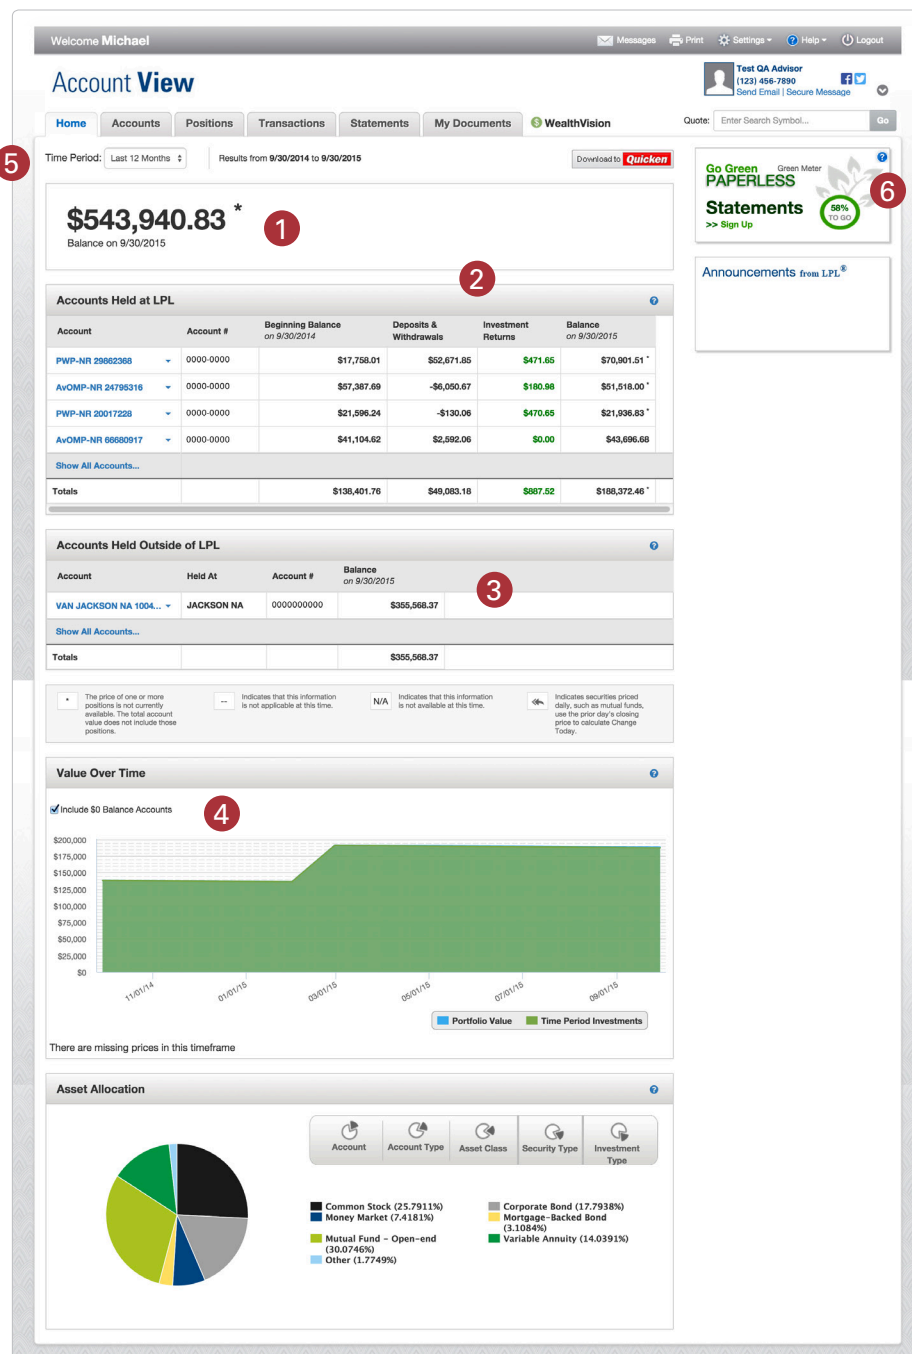 Welcome Michael
Messages Print Settings Help Logout
Account View
Test QA Advisor
(123) 456-7890
Send Email | Secure Message
Home Accounts Positions Transactions Statements My Documents WealthVision
Quote: Enter Search Symbol... Go
5
Time Period: Last 12 Months Results from 9/30/2014 to 9/30/2015 Download to Quicken
$543,940.83 *
Balance on 9/30/2015
1
Go Green Green Meter
PAPERLESS
Statements
>> Sign Up
58%
TO GO
6
Announcements from LPL®
2
Accounts Held at LPL
Account Account # Beginning Balance on 9/30/2014 Deposits & Withdrawals Investment Returns Balance on 9/30/2015
PWP-NR 29862368 0000-0000 $17,758.01 $52,671.85 $471.65 $70,901.51 *
AvOMP-NR 24795316 0000-0000 $57,387.69 -$6,050.67 $180.98 $51,518.00 *
PWP-NR 20017228 0000-0000 $21,596.24 -$130.06 $470.65 $21,936.83 *
AvOMP-NR 66680917 0000-0000 $41,104.62 $2,592.06 $0.00 $43,696.68
Show All Accounts...
Totals $138,401.76 $49,083.18 $887.52 $188,372.46 *
Accounts Held Outside of LPL
Account Held At Account # Balance on 9/30/2015
3
VAN JACKSON NA 1004... JACKSON NA 0000000000 $355,568.37
Show All Accounts...
Totals $355,568.37
* The price of one or more
positions is not currently
available. The total account
value does not include those
positions.
-- Indicates that this information
is not applicable at this time.
N/A Indicates that this information
is not available at this time.
Indicates securities priced
daily, such as mutual funds,
use the prior day's closing
price to calculate Change
Today.
Value Over Time
Include $0 Balance Accounts
4
$200,000
$175,000
$150,000
$125,000
$100,000
$75,000
$50,000
$25,000
$0
11/01/14 01/01/15 03/01/15 05/01/15 07/01/15 09/01/15
Portfolio Value Time Period Investments
There are missing prices in this timeframe
Asset Allocation
Account Account Type Asset Class Security Type Investment Type
Common Stock (25.7911%) Corporate Bond (17.7938%)
Money Market (7.4181%) Mortgage-Backed Bond
(3.1084%)
Mutual Fund - Open-end Variable Annuity (14.0391%)
(30.0746%)
Other (1.7749%)